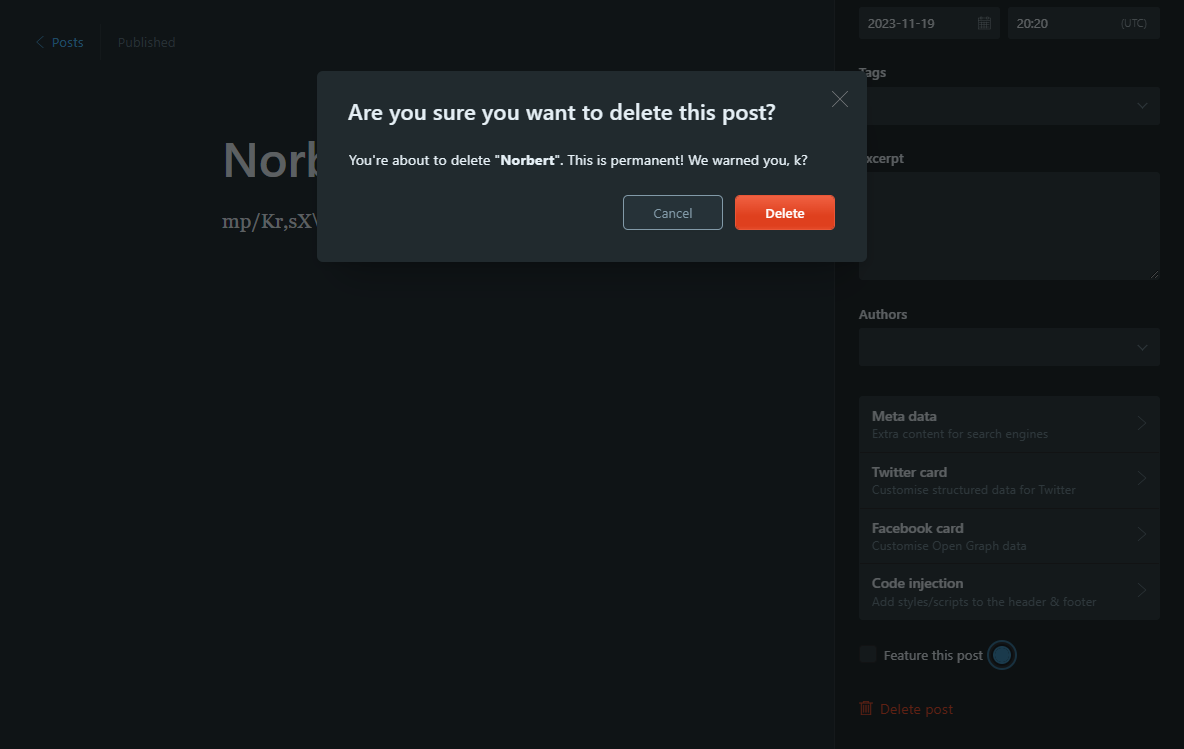 Posts
Published
2023-11-19
20:20
(UTC)
Tags
Are you sure you want to delete this post?
You're about to delete "Norbert". This is permanent! We warned you, k?
Cancel
Delete
Norb
mp/Kr,sX\
xcerpt
Authors
Meta data
Extra content for search engines
Twitter card
Customise structured data for Twitter
Facebook card
Customise Open Graph data
Code injection
Add styles/scripts to the header & footer
Feature this post
Delete post